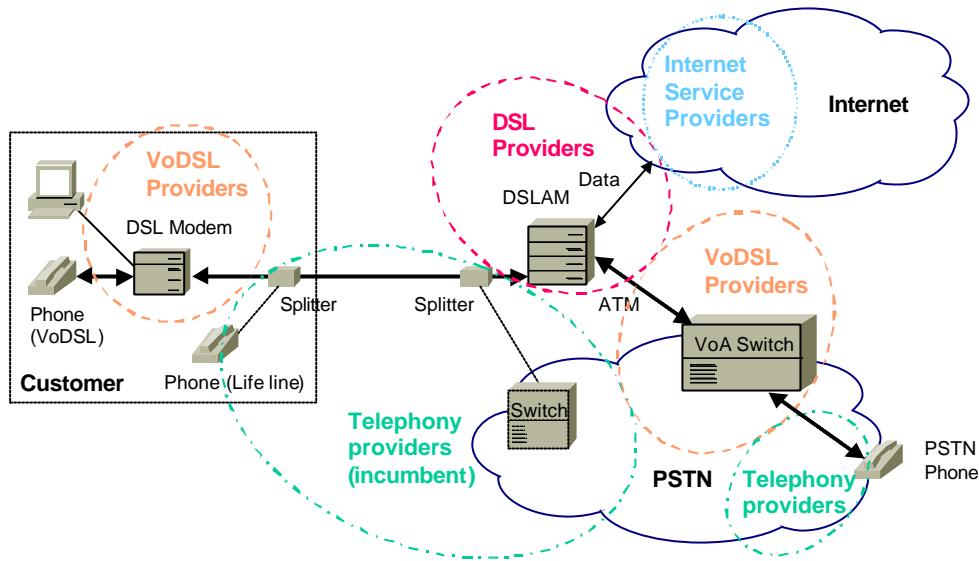 Internet
Service
Providers
Internet
DSL
Providers
VoDSL
Providers
Data
DSLAM
DSL Modem
VoDSL
Providers
Splitter
Splitter
ATM
Phone
(VoDSL)
VoA Switch
Customer
Phone (Life line)
Switch
Telephony
providers
(incumbent)
PSTN
PSTN
Phone
Telephony
providers